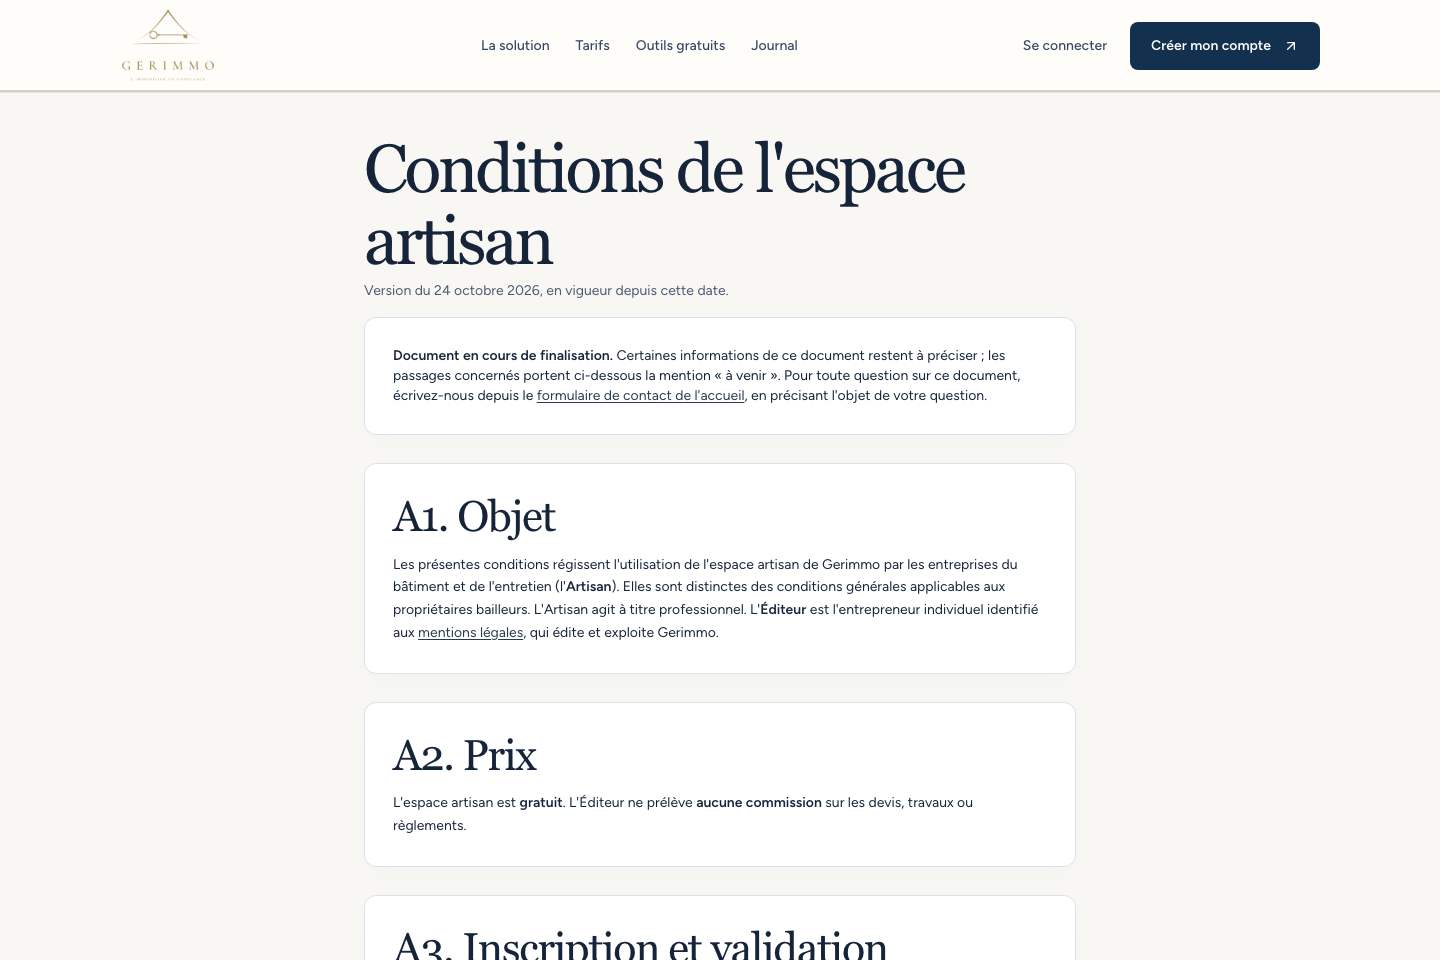 GERIMMO
La solution
Tarifs
Outils gratuits
Journal
Se connecter
Créer mon compte
Conditions de l'espace
artisan
Version du 24 octobre 2026, en vigueur depuis cette date.
Document en cours de finalisation. Certaines informations de ce document restent à préciser ; les
passages concernés portent ci-dessous la mention « à venir ». Pour toute question sur ce document,
écrivez-nous depuis le formulaire de contact de l'accueil, en précisant l'objet de votre question.
A1. Objet
Les présentes conditions régissent l'utilisation de l'espace artisan de Gerimmo par les entreprises du
bâtiment et de l'entretien (l'Artisan). Elles sont distinctes des conditions générales applicables aux
propriétaires bailleurs. L'Artisan agit à titre professionnel. L'Éditeur est l'entrepreneur individuel identifié
aux mentions légales, qui édite et exploite Gerimmo.
A2. Prix
L'espace artisan est gratuit. L'Éditeur ne prélève aucune commission sur les devis, travaux ou
règlements.
A3. Inscription et validation